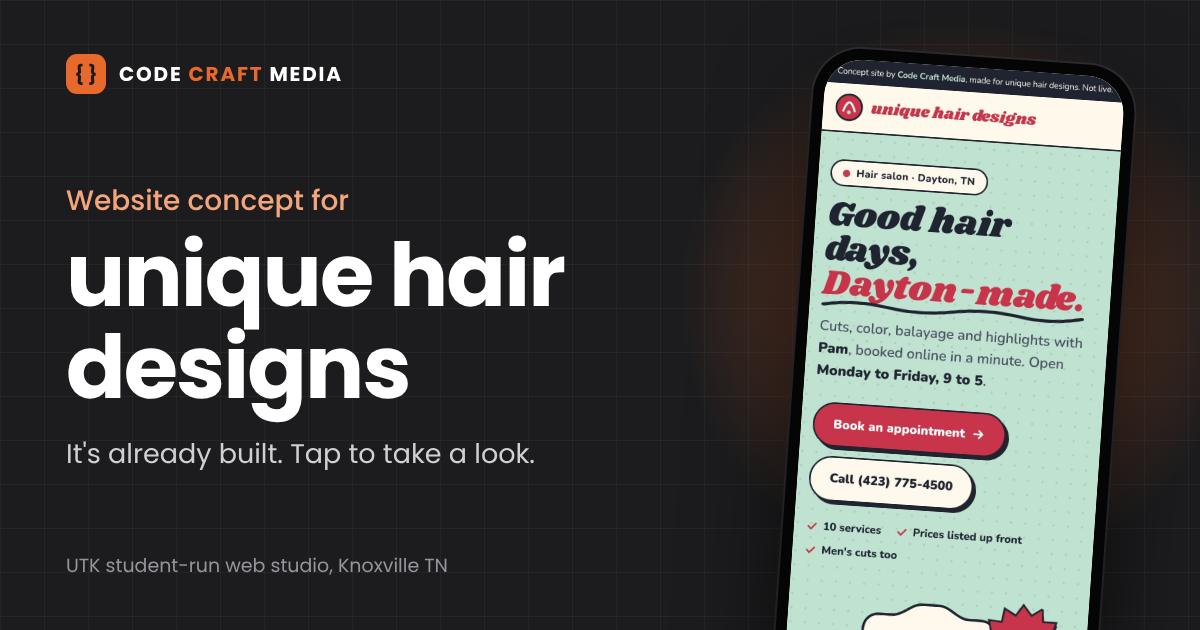 { } CODE CRAFT MEDIA
Website concept for
unique hair
designs
It's already built. Tap to take a look.
UTK student-run web studio, Knoxville TN
Concept site by Code Craft Media, made for unique hair designs. Not live.
unique hair designs
Hair salon · Dayton, TN
Good hair
days,
Dayton-made.
Cuts, color, balayage and highlights with
Pam, booked online in a minute. Open
Monday to Friday, 9 to 5.
Book an appointment →
Call (423) 775-4500
10 services
Prices listed up front
Men's cuts too